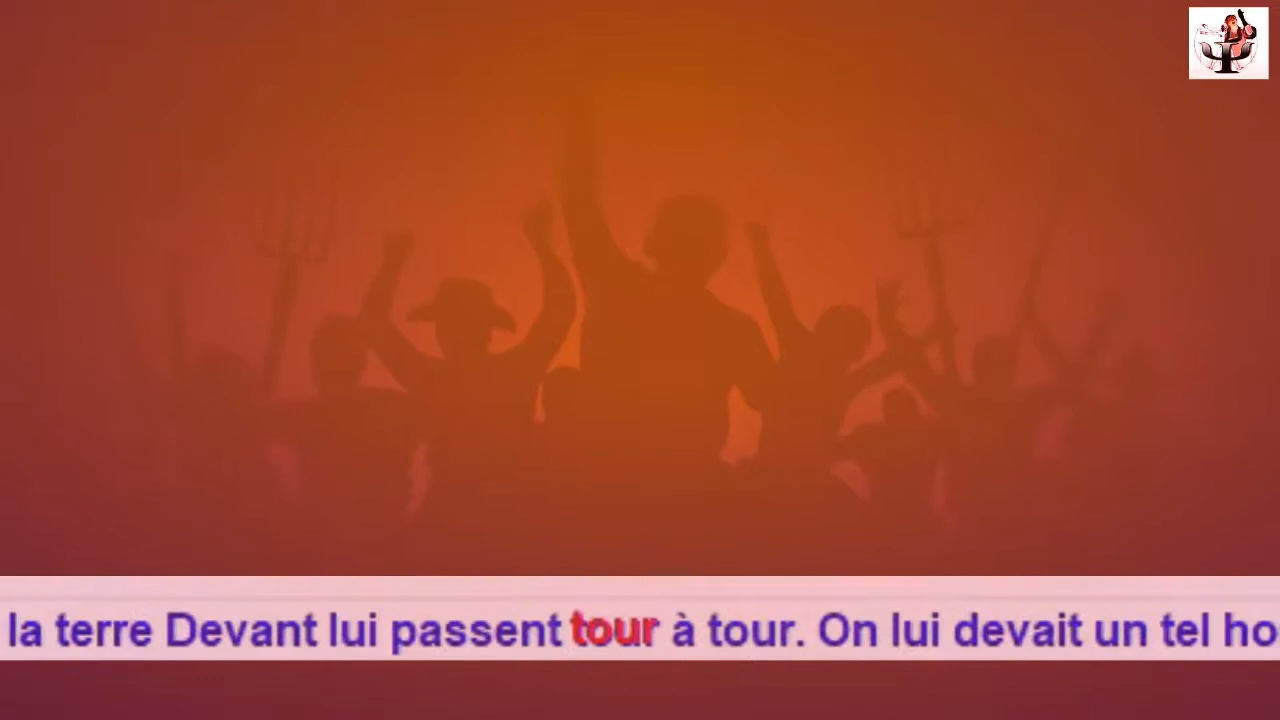 la terre Devant lui passent tour à tour. On lui devait un tel ho